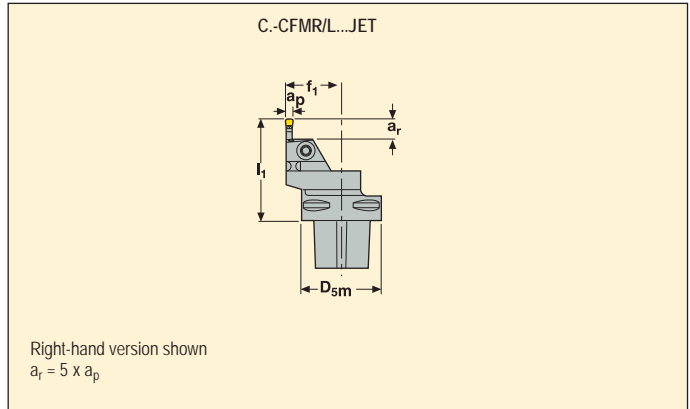 C.-CFMR/L...JET
f₁
aₚ
aᵣ
l₁
D₅ₘ
Right-hand version shown
aᵣ = 5 x aₚ